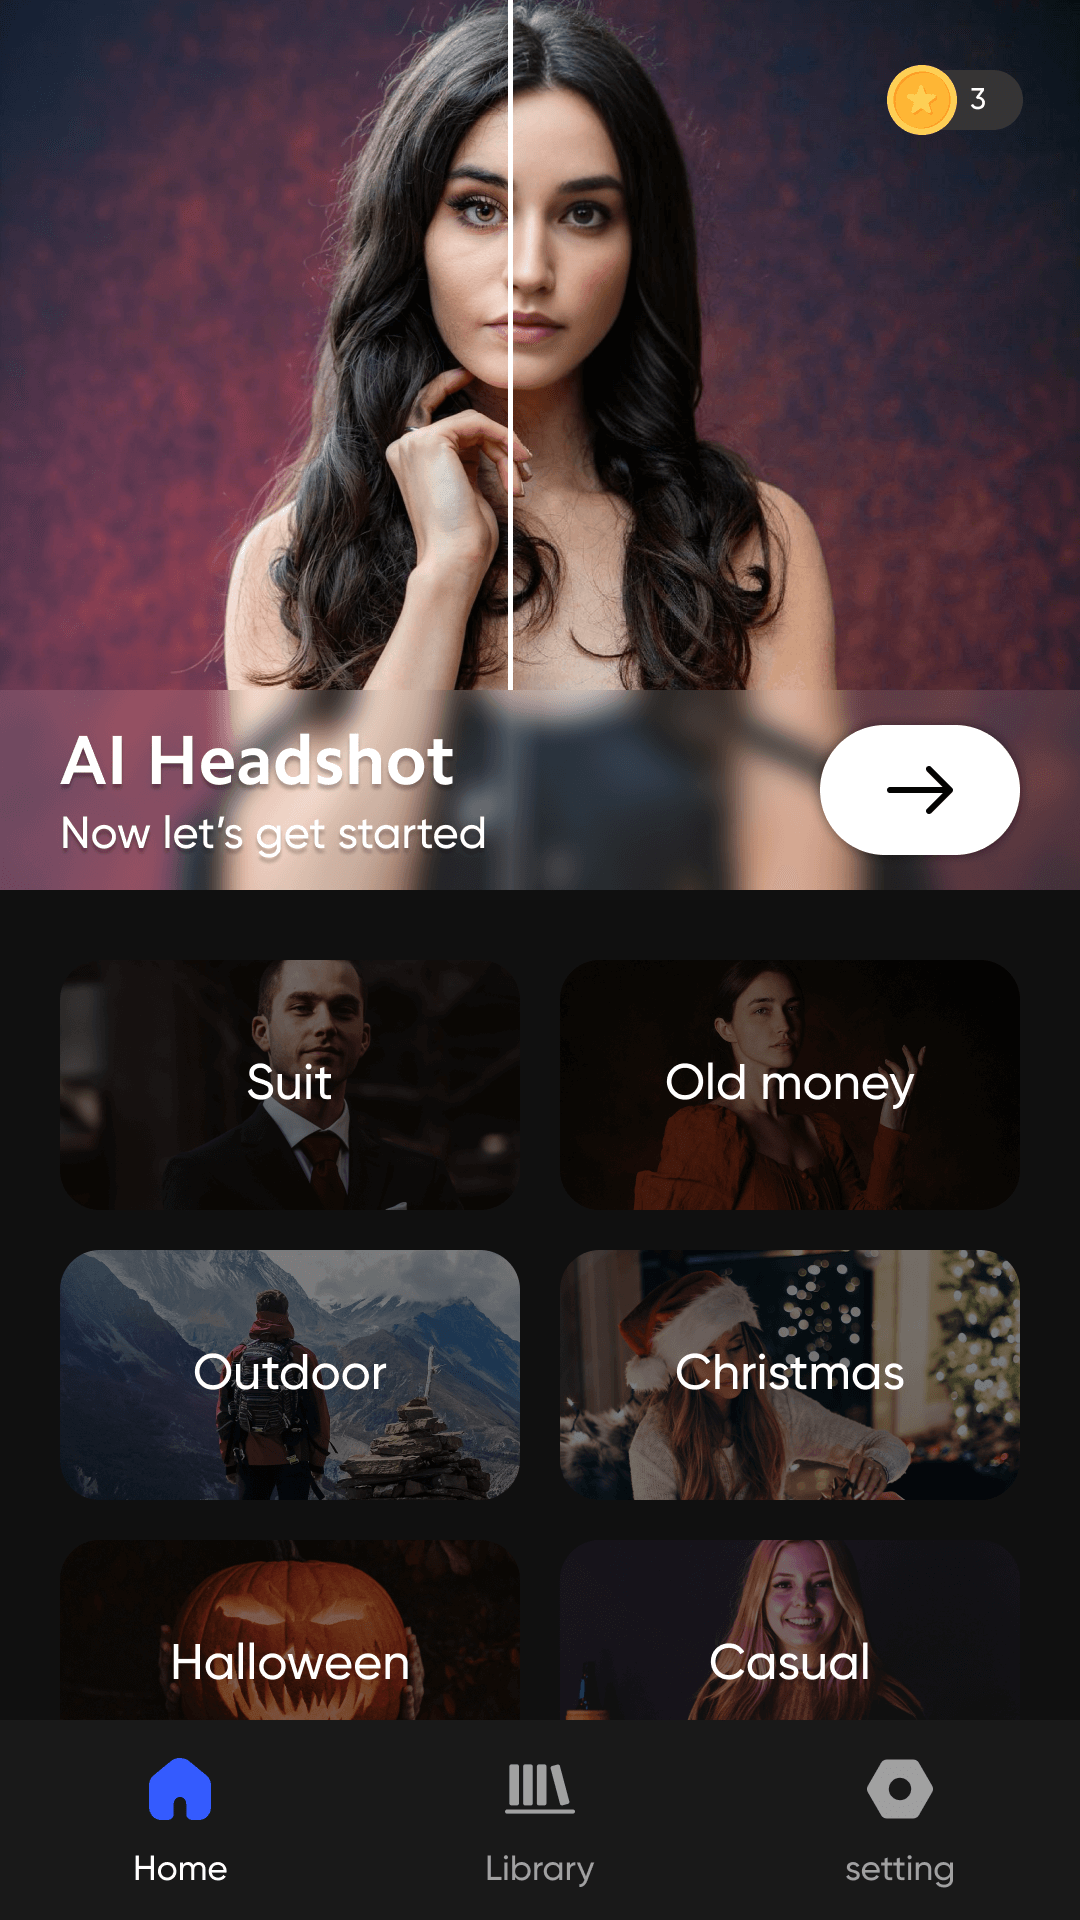 3
AI Headshot
Now let's get started
Suit
Old money
Outdoor
Christmas
Halloween
Casual
Home
Library
setting